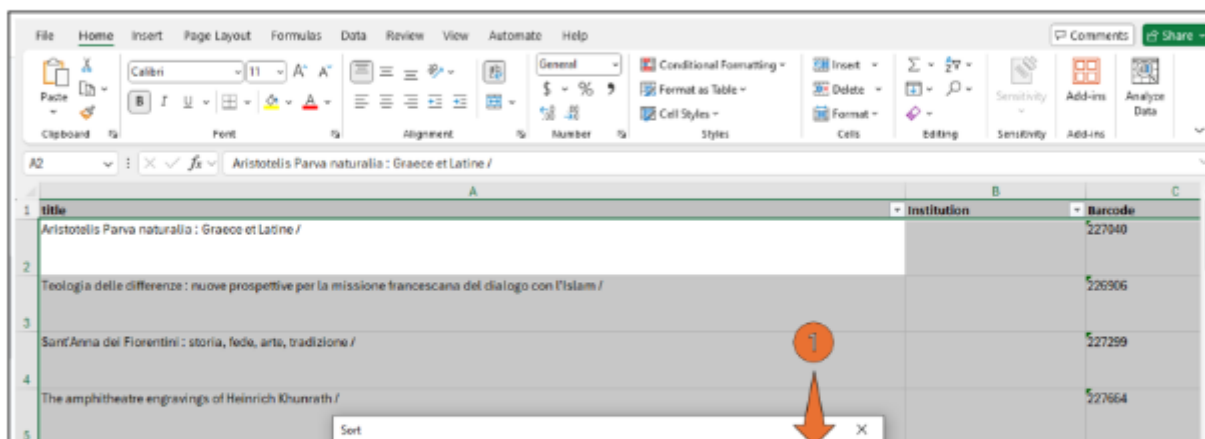 File Home Insert Page Layout Formulas Data Review View Automate Help Comments Share
Calibri 11 A^ A˅ General Conditional Formatting Insert Σ
Paste B I U A $ % , Format as Table Delete Sensitivity Add-ins Analyze Data
Cell Styles Format
Clipboard Font Alignment Number Styles Cells Editing Sensitivity Add-ins
A2 fx Aristotelis Parva naturalia : Graece et Latine /
A B C
1 title Institution Barcode
2 Aristotelis Parva naturalia : Graece et Latine / 227040
3 Teologia delle differenze : nuove prospettive per la missione francescana del dialogo con l'Islam / 226906
1
4 Sant'Anna dei Fiorentini : storia, fede, arte, tradizione / 227299
5 The amphitheatre engravings of Heinrich Khunrath / 227664
Sort